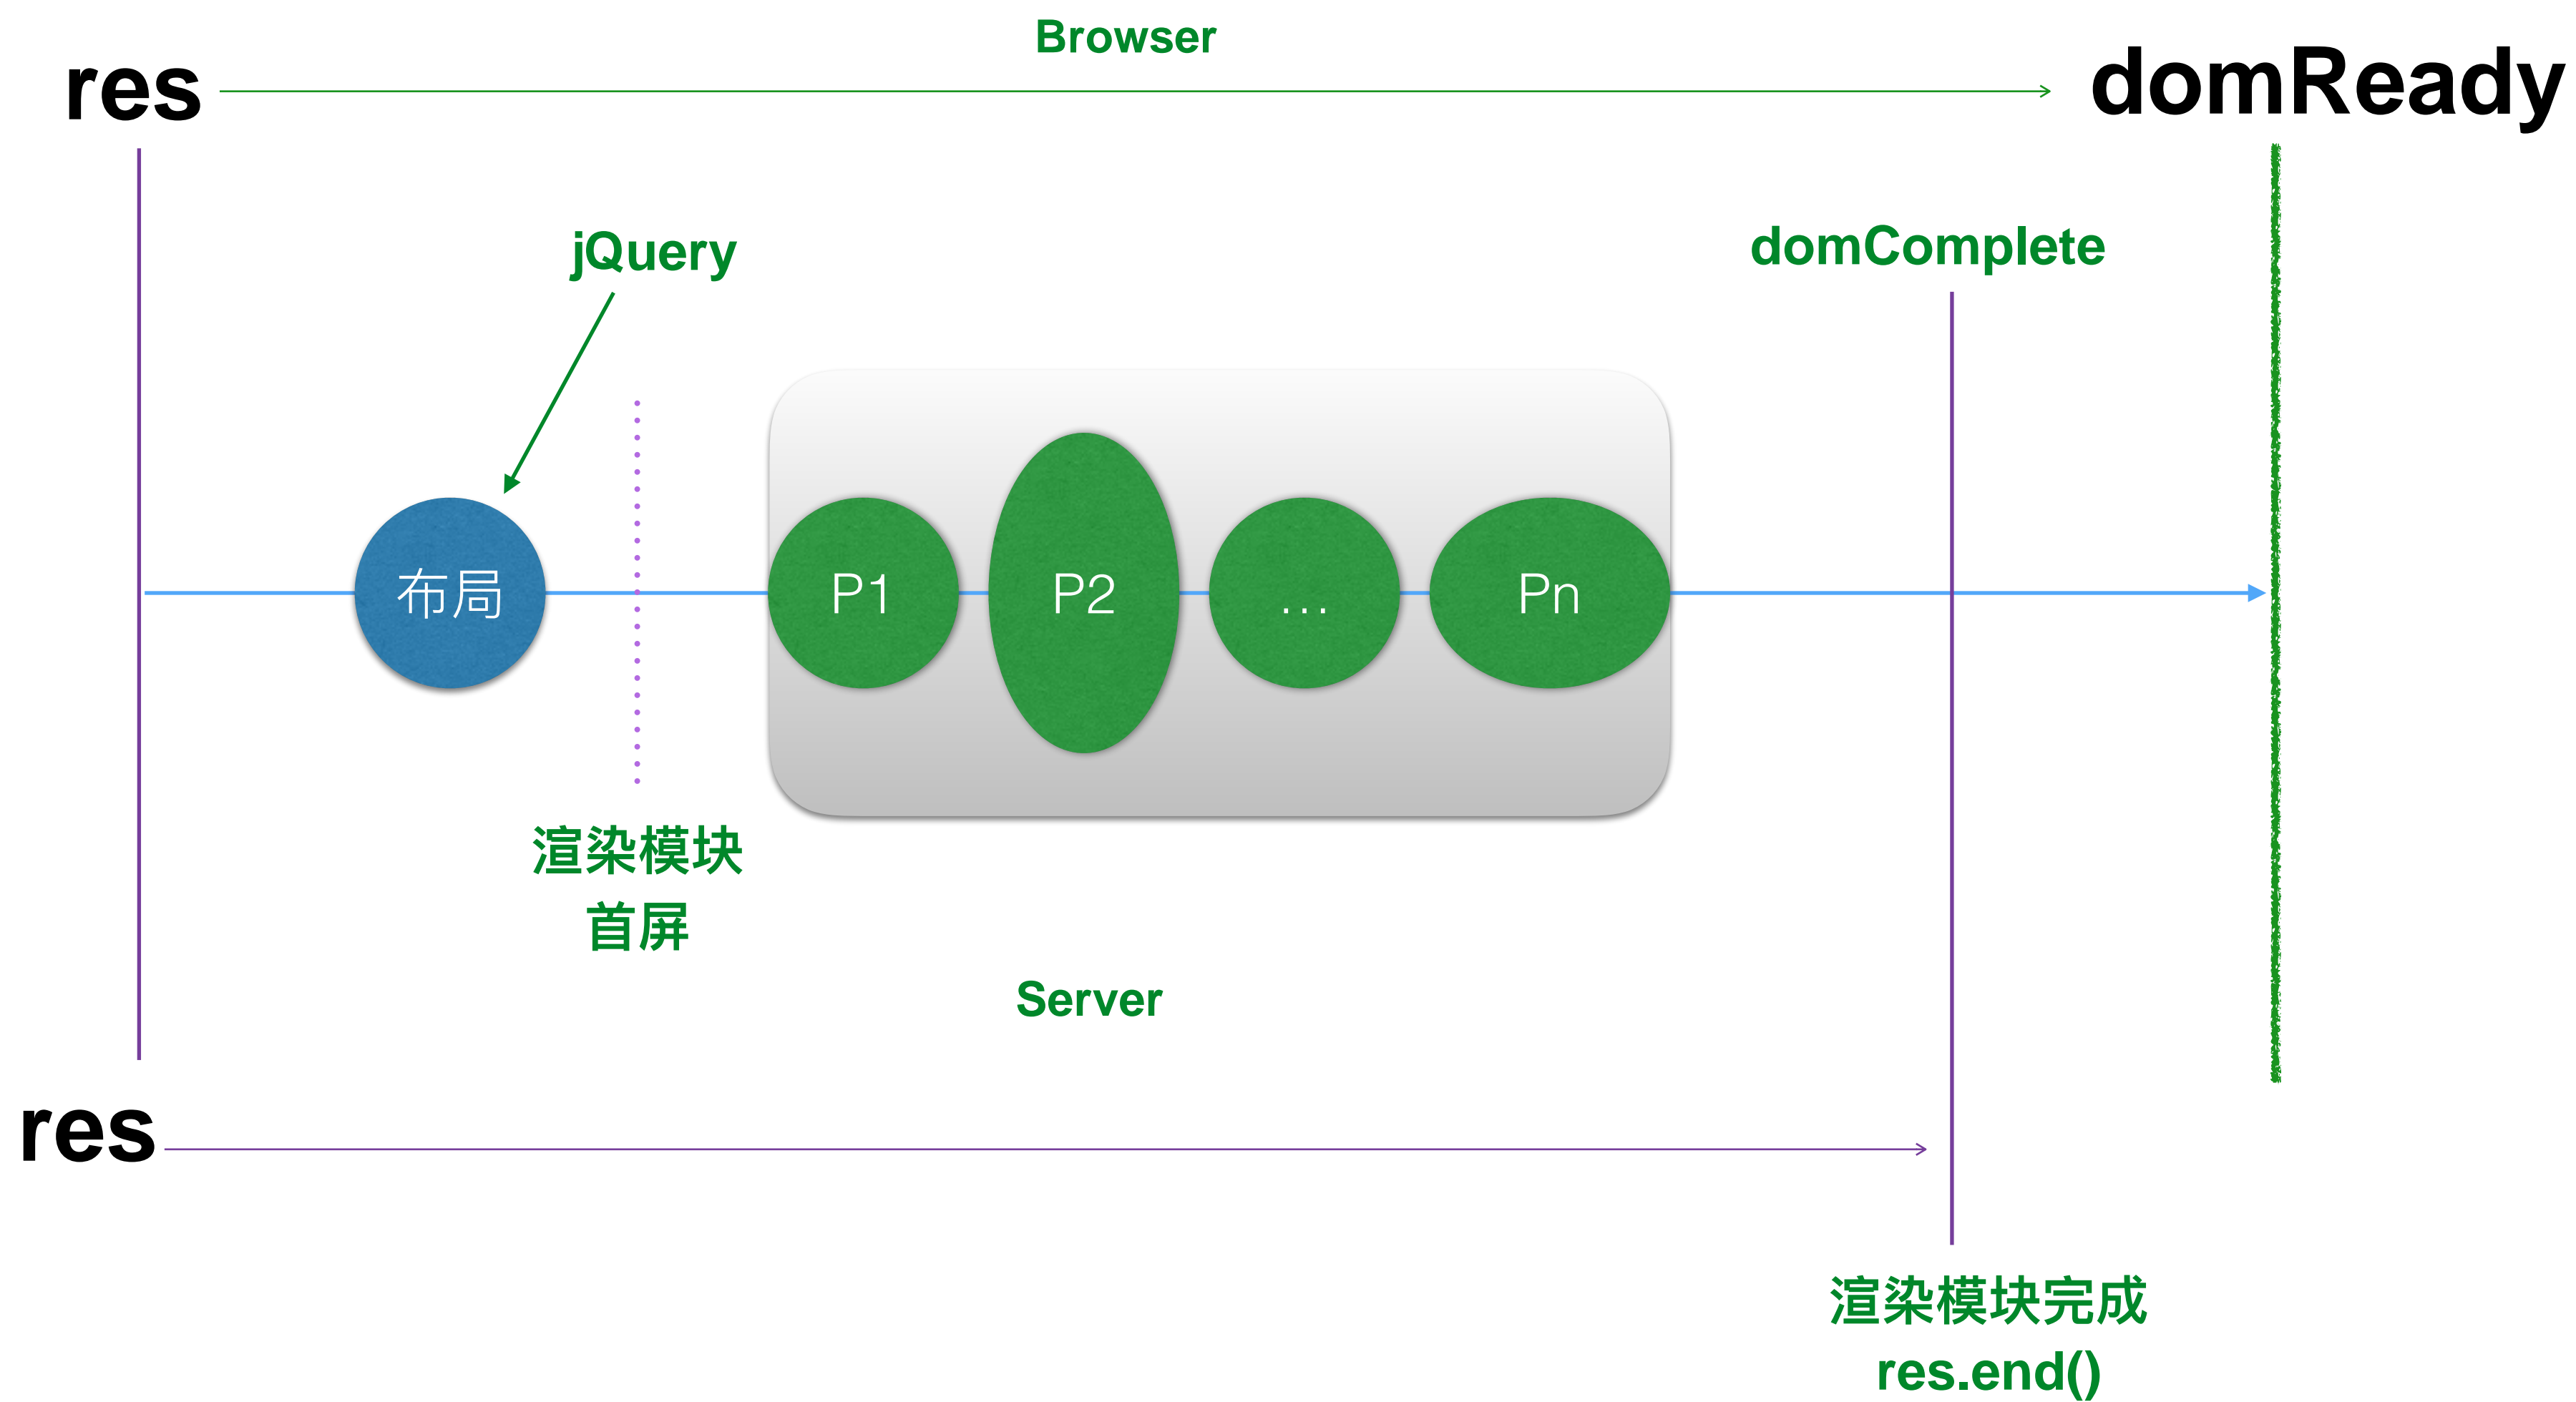 Browser
res
domReady
jQuery
domComplete
布局
P1
P2
...
Pn
渲染模块
首屏
Server
res
渲染模块完成
res.end()